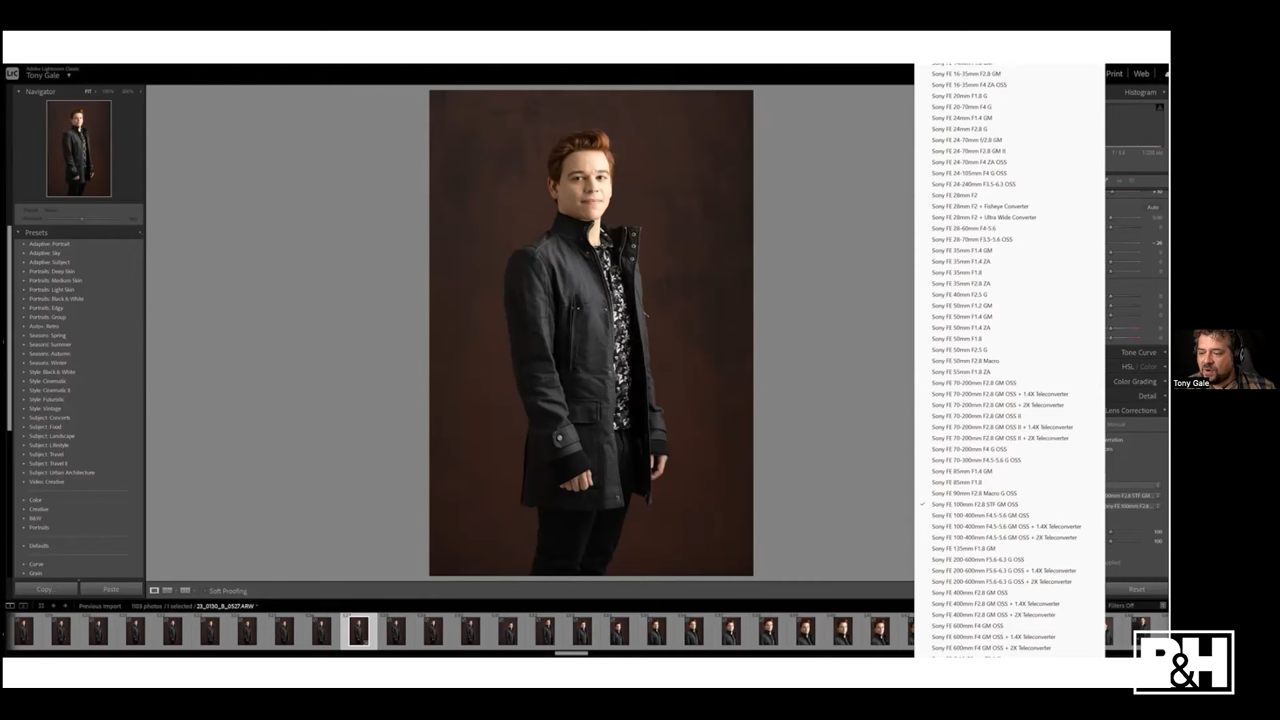 Adobe Lightroom Classic
Tony Gale
Navigator
FIT
100%
300%
Presets
Adaptive: Portrait
Adaptive: Sky
Adaptive: Subject
Portraits: Deep Skin
Portraits: Medium Skin
Portraits: Light Skin
Portraits: Black & White
Portraits: Edgy
Portraits: Group
Auto+: Retro
Seasons: Spring
Seasons: Summer
Seasons: Autumn
Seasons: Winter
Style: Black & White
Style: Cinematic
Style: Cinematic II
Style: Futuristic
Style: Vintage
Subject: Concerts
Subject: Food
Subject: Landscape
Subject: Lifestyle
Subject: Travel
Subject: Travel II
Subject: Urban Architecture
Video: Creative
Color
Creative
B&W
Portraits
Defaults
Curve
Grain
Copy...
Paste
Soft Proofing
Previous Import
1103 photos / 1 selected / 23_0130_B_0527.ARW
Sony FE 16-35mm F2.8 GM
Sony FE 16-35mm F4 ZA OSS
Sony FE 20mm F1.8 G
Sony FE 20-70mm F4 G
Sony FE 24mm F1.4 GM
Sony FE 24mm F2.8 G
Sony FE 24-70mm f/2.8 GM
Sony FE 24-70mm F2.8 GM II
Sony FE 24-70mm F4 ZA OSS
Sony FE 24-105mm F4 G OSS
Sony FE 24-240mm F3.5-6.3 OSS
Sony FE 28mm F2
Sony FE 28mm F2 + Fisheye Converter
Sony FE 28mm F2 + Ultra Wide Converter
Sony FE 28-60mm F4-5.6
Sony FE 28-70mm F3.5-5.6 OSS
Sony FE 35mm F1.4 GM
Sony FE 35mm F1.4 ZA
Sony FE 35mm F1.8
Sony FE 35mm F2.8 ZA
Sony FE 40mm F2.5 G
Sony FE 50mm F1.2 GM
Sony FE 50mm F1.4 GM
Sony FE 50mm F1.4 ZA
Sony FE 50mm F1.8
Sony FE 50mm F2.5 G
Sony FE 50mm F2.8 Macro
Sony FE 55mm F1.8 ZA
Sony FE 70-200mm F2.8 GM OSS
Sony FE 70-200mm F2.8 GM OSS + 1.4X Teleconverter
Sony FE 70-200mm F2.8 GM OSS + 2X Teleconverter
Sony FE 70-200mm F2.8 GM OSS II
Sony FE 70-200mm F2.8 GM OSS II + 1.4X Teleconverter
Sony FE 70-200mm F2.8 GM OSS II + 2X Teleconverter
Sony FE 70-200mm F4 G OSS
Sony FE 70-300mm F4.5-5.6 G OSS
Sony FE 85mm F1.4 GM
Sony FE 85mm F1.8
Sony FE 90mm F2.8 Macro G OSS
Sony FE 100mm F2.8 STF GM OSS
Sony FE 100-400mm F4.5-5.6 GM OSS
Sony FE 100-400mm F4.5-5.6 GM OSS + 1.4X Teleconverter
Sony FE 100-400mm F4.5-5.6 GM OSS + 2X Teleconverter
Sony FE 135mm F1.8 GM
Sony FE 200-600mm F5.6-6.3 G OSS
Sony FE 200-600mm F5.6-6.3 G OSS + 1.4X Teleconverter
Sony FE 200-600mm F5.6-6.3 G OSS + 2X Teleconverter
Sony FE 400mm F2.8 GM OSS
Sony FE 400mm F2.8 GM OSS + 1.4X Teleconverter
Sony FE 400mm F2.8 GM OSS + 2X Teleconverter
Sony FE 600mm F4 GM OSS
Sony FE 600mm F4 GM OSS + 1.4X Teleconverter
Sony FE 600mm F4 GM OSS + 2X Teleconverter
Print
Web
Histogram
Auto
Tone Curve
HSL / Color
Color Grading
Detail
Lens Corrections
Manual
100
100
Reset
Filters Off
Tony Gale
B&H